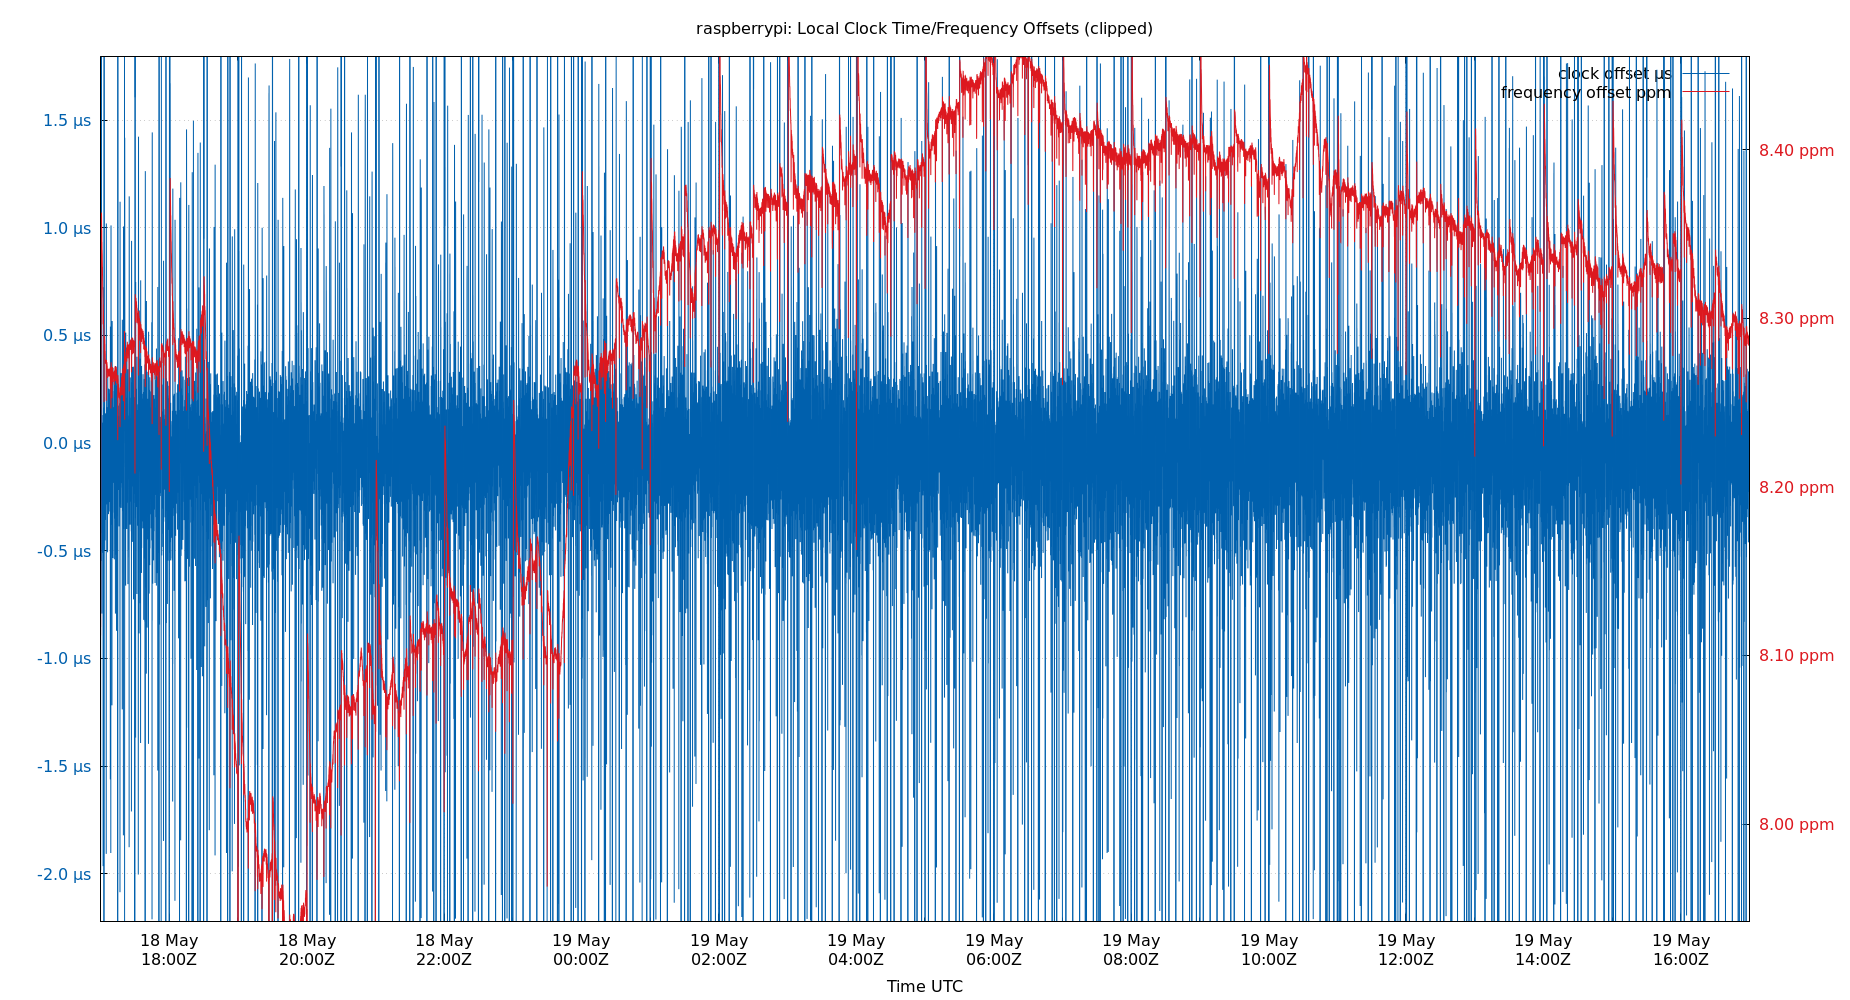 raspberrypi: Local Clock Time/Frequency Offsets (clipped)
clock offset µs
frequency offset ppm
1.5 µs
1.0 µs
0.5 µs
0.0 µs
-0.5 µs
-1.0 µs
-1.5 µs
-2.0 µs
8.40 ppm
8.30 ppm
8.20 ppm
8.10 ppm
8.00 ppm
18 May 18 May 18 May 19 May 19 May 19 May 19 May 19 May 19 May 19 May 19 May 19 May
18:00Z 20:00Z 22:00Z 00:00Z 02:00Z 04:00Z 06:00Z 08:00Z 10:00Z 12:00Z 14:00Z 16:00Z
Time UTC